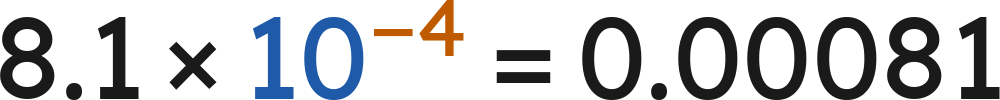 8.1 × 10⁻⁴ = 0.00081